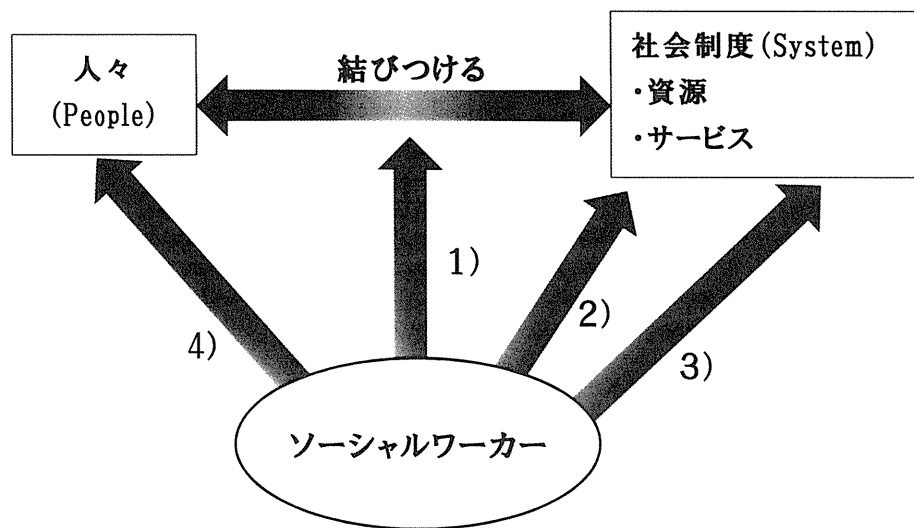 人々
(People)
結びつける
社会制度(System)
・資源
・サービス
1)
2)
3)
4)
ソーシャルワーカー